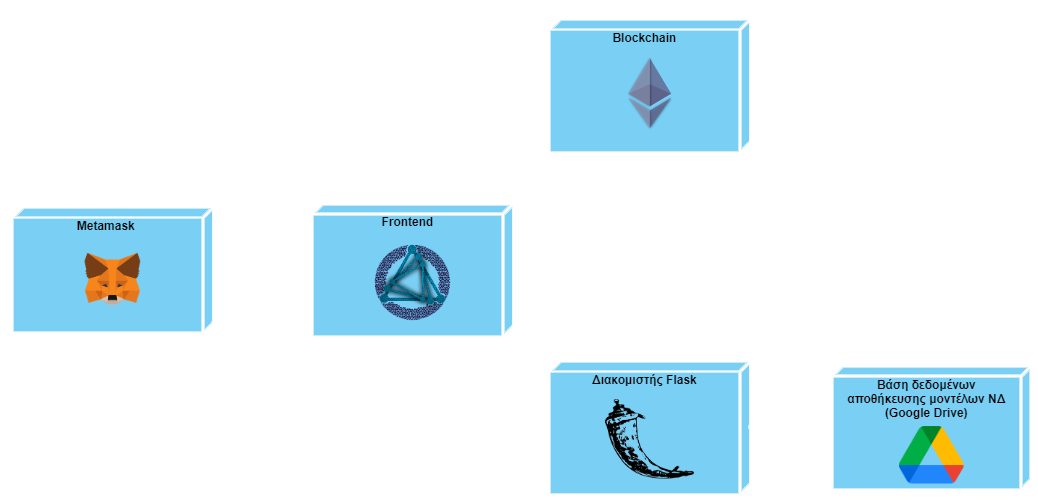 Blockchain
Metamask
Frontend
Διακομιστής Flask
Βάση δεδομένων
αποθήκευσης μοντέλων ΝΔ
(Google Drive)